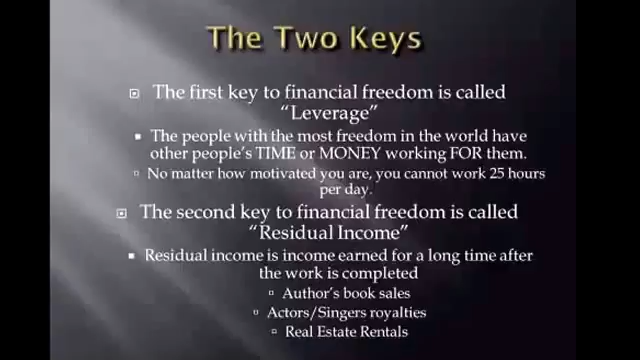 The Two Keys
The first key to financial freedom is called
“Leverage”
The people with the most freedom in the world have
other people’s TIME or MONEY working FOR them.
No matter how motivated you are, you cannot work 25 hours
per day.
The second key to financial freedom is called
“Residual Income”
Residual income is income earned for a long time after
the work is completed
Author’s book sales
Actors/Singers royalties
Real Estate Rentals